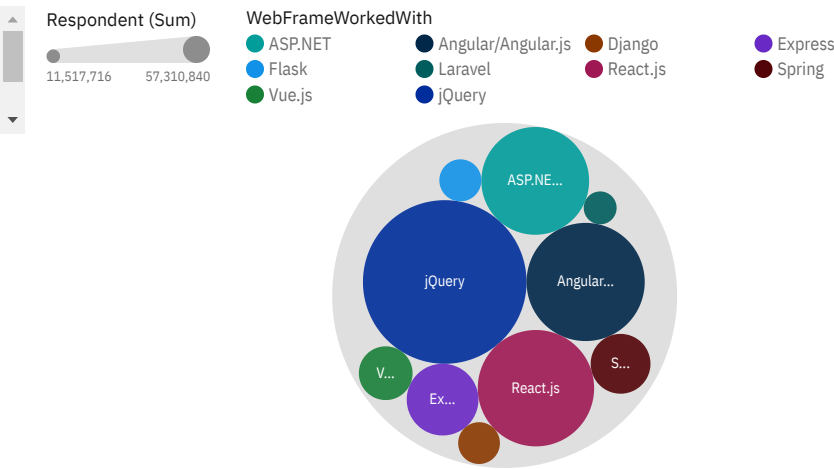 Respondent (Sum)
11,517,716 57,310,840
WebFrameWorkedWith
ASP.NET Angular/Angular.js Django Express
Flask Laravel React.js Spring
Vue.js jQuery
ASP.NE...
jQuery
Angular...
S...
V...
React.js
Ex...